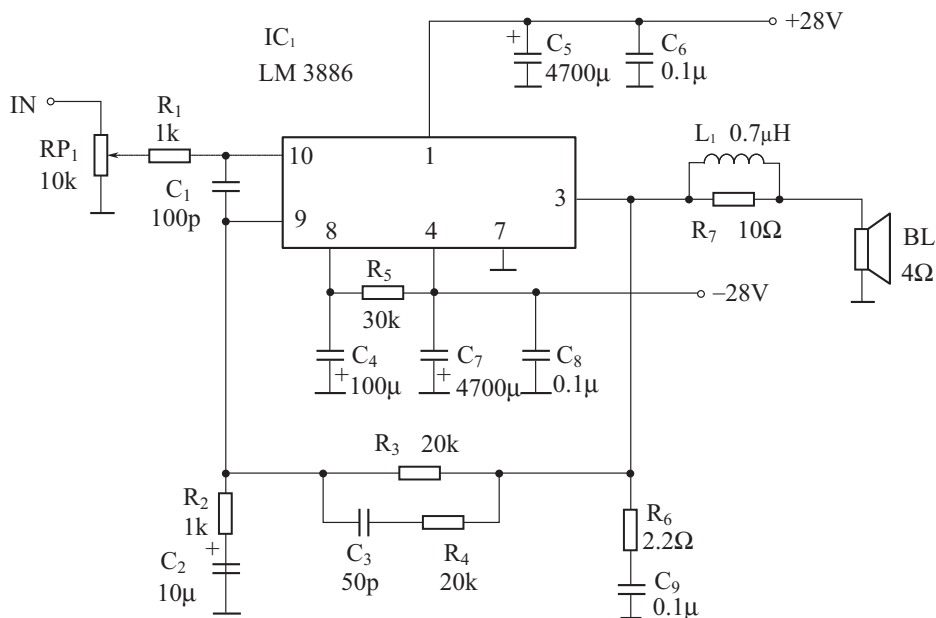 +28V
IC₁
LM 3886
+ C₅
4700μ
C₆
0.1μ
IN
R₁
1k
RP₁
10k
10
1
C₁
100p
9
3
L₁ 0.7μH
R₇ 10Ω
BL
4Ω
8
4
7
R₅
30k
−28V
C₄
+ 100μ
C₇
+ 4700μ
C₈
0.1μ
R₃ 20k
R₂
1k
+
C₂
10μ
C₃
50p
R₄
20k
R₆
2.2Ω
C₉
0.1μ